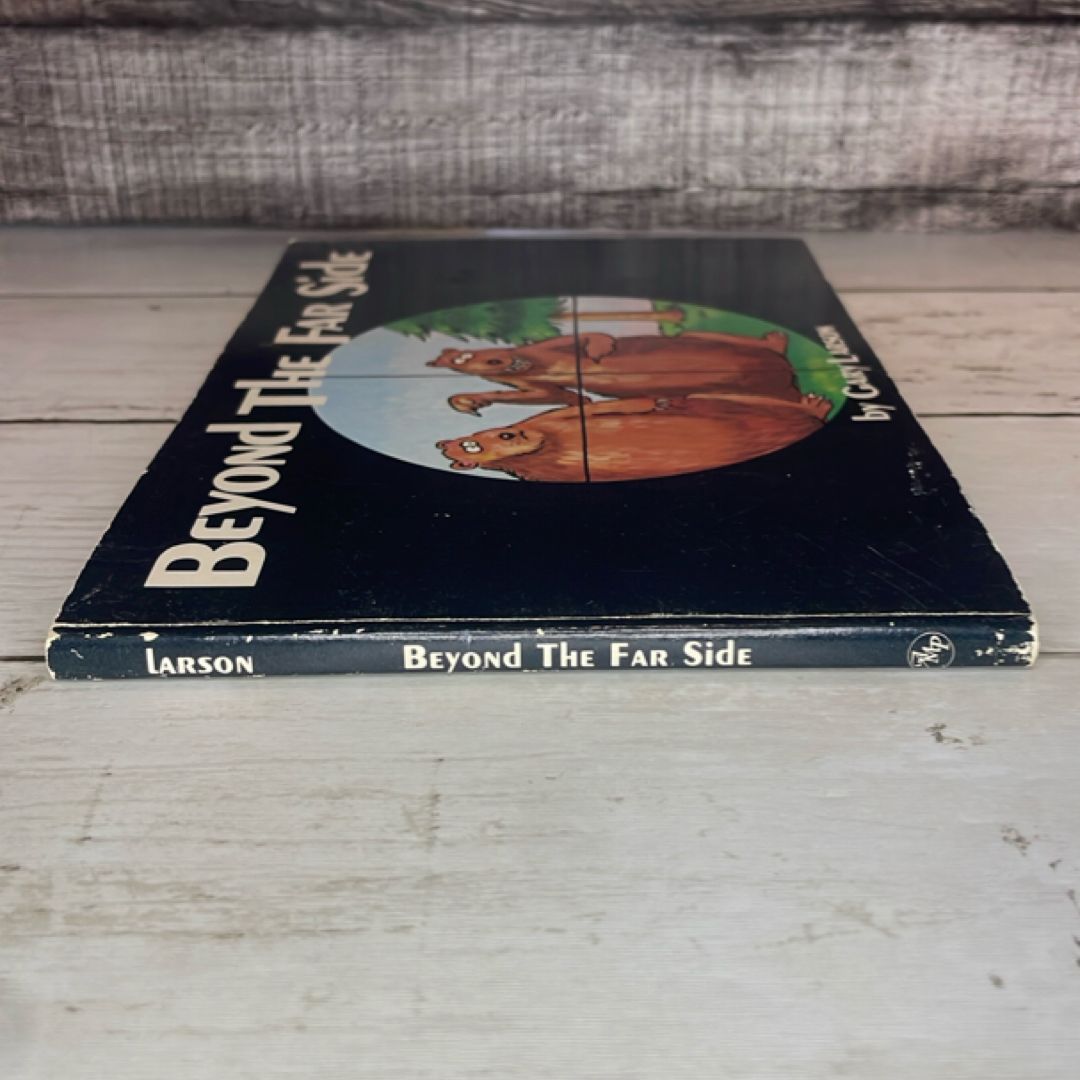 Beyond The Far Side
by Gary Larson
Larson
Beyond The Far Side